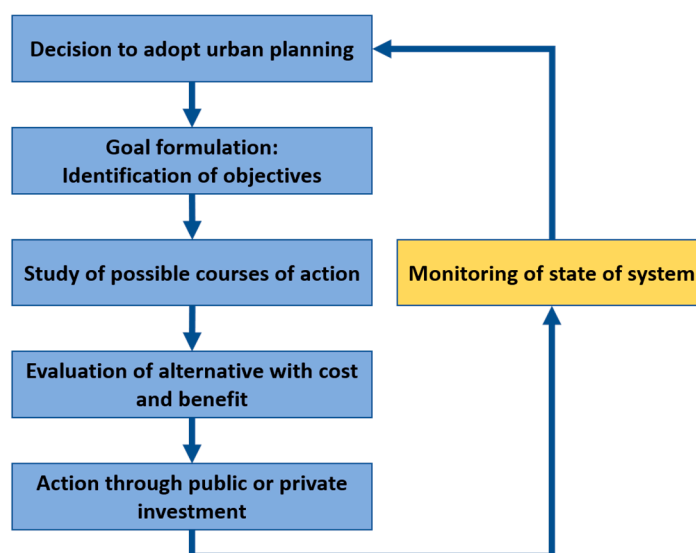 Decision to adopt urban planning
Goal formulation:
Identification of objectives
Study of possible courses of action
Monitoring of state of system
Evaluation of alternative with cost
and benefit
Action through public or private
investment